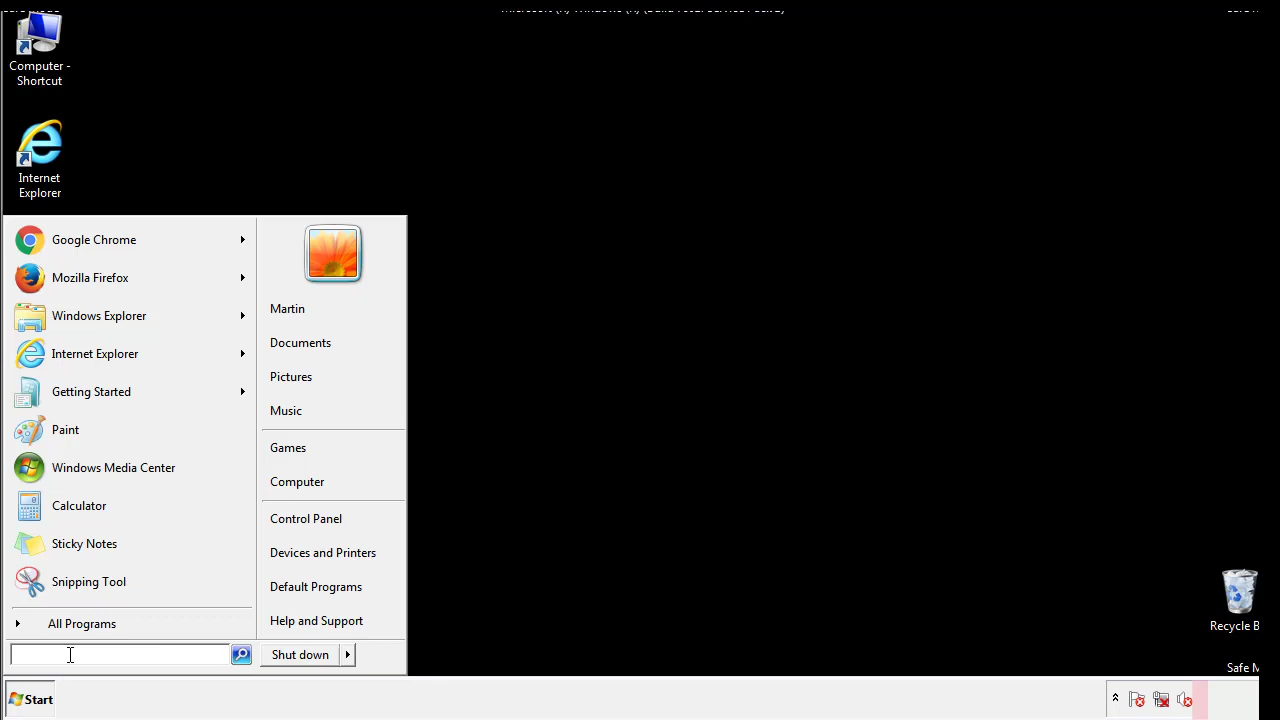 Computer -
Shortcut
Internet
Explorer
Google Chrome
Mozilla Firefox
Windows Explorer
Internet Explorer
Getting Started
Paint
Windows Media Center
Calculator
Sticky Notes
Snipping Tool
All Programs
Martin
Documents
Pictures
Music
Games
Computer
Control Panel
Devices and Printers
Default Programs
Help and Support
Shut down
Recycle B
Safe M
Start